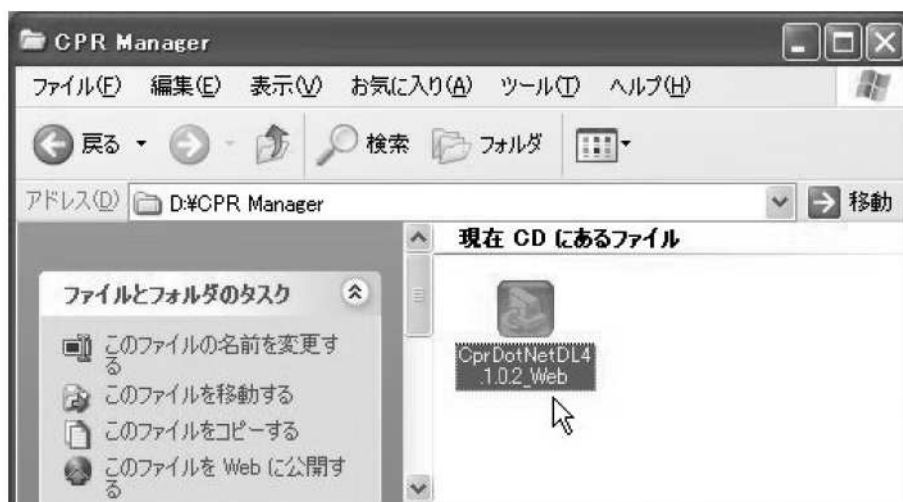 CPR Manager
ファイル(F) 編集(E) 表示(V) お気に入り(A) ツール(T) ヘルプ(H)
戻る 検索 フォルダ
アドレス(D) D:¥CPR Manager 移動
現在 CD にあるファイル
ファイルとフォルダのタスク
このファイルの名前を変更す
る
このファイルを移動する
このファイルをコピーする
このファイルを Web に公開す
る
CprDotNetDL4
.1.0.2_Web